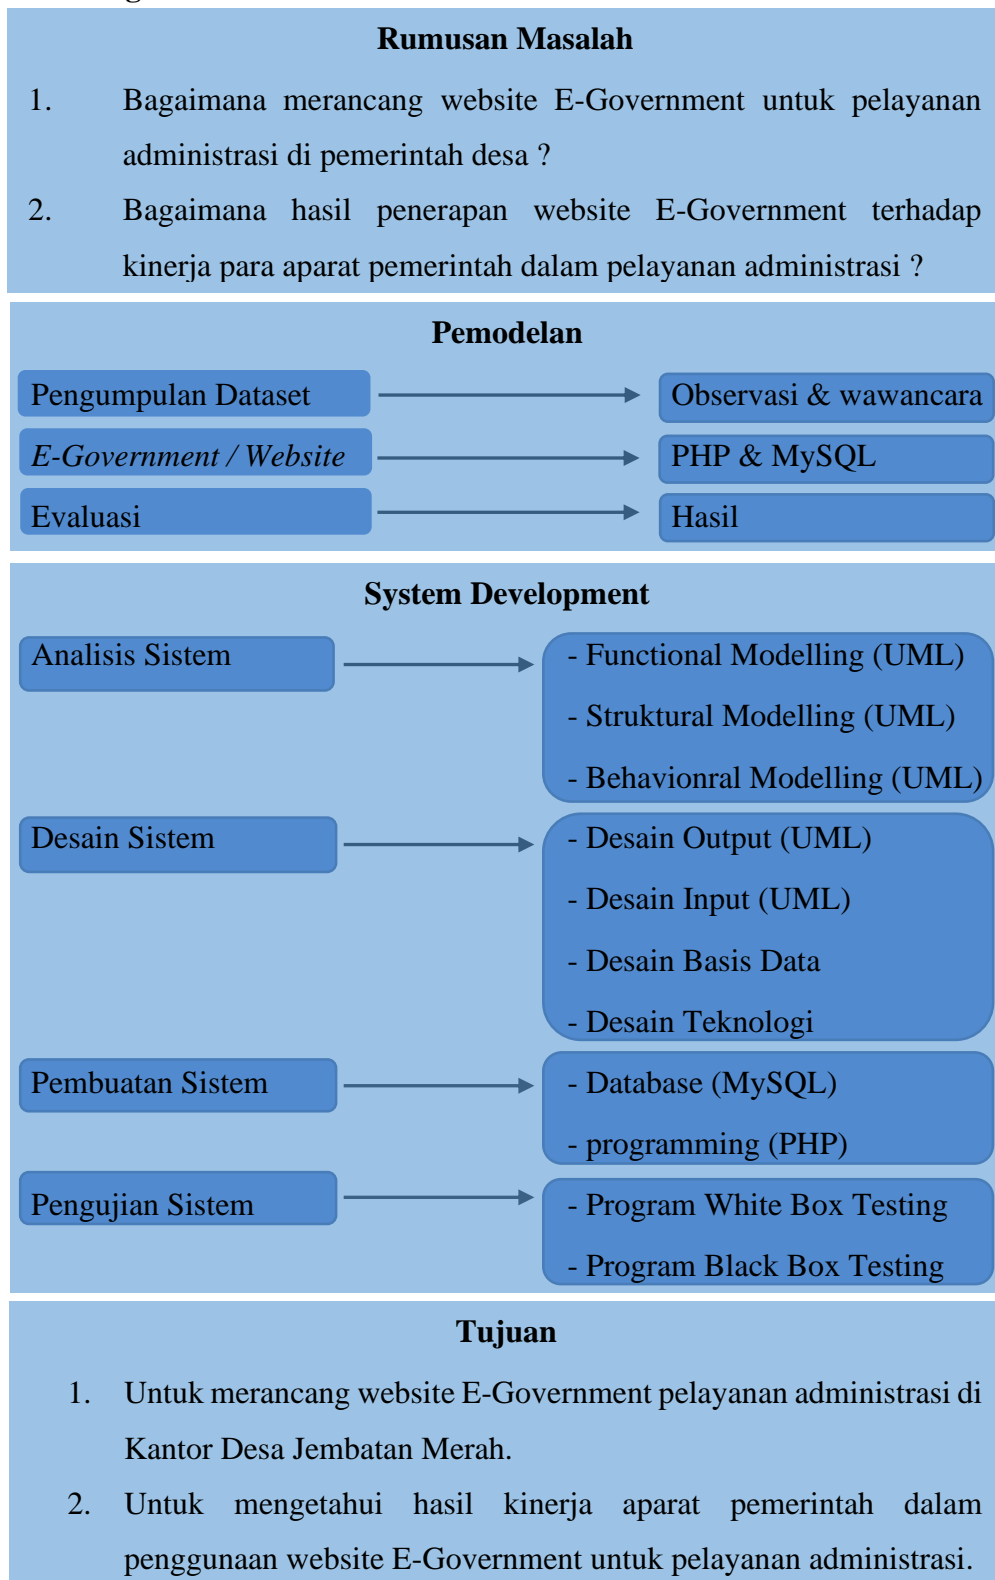 Rumusan Masalah
1. Bagaimana merancang website E-Government untuk pelayanan
administrasi di pemerintah desa ?
2. Bagaimana hasil penerapan website E-Government terhadap
kinerja para aparat pemerintah dalam pelayanan administrasi ?
Pemodelan
Pengumpulan Dataset
Observasi & wawancara
E-Government / Website
PHP & MySQL
Evaluasi
Hasil
System Development
Analisis Sistem
- Functional Modelling (UML)
- Struktural Modelling (UML)
- Behavionral Modelling (UML)
Desain Sistem
- Desain Output (UML)
- Desain Input (UML)
- Desain Basis Data
- Desain Teknologi
Pembuatan Sistem
- Database (MySQL)
- programming (PHP)
Pengujian Sistem
- Program White Box Testing
- Program Black Box Testing
Tujuan
1. Untuk merancang website E-Government pelayanan administrasi di
Kantor Desa Jembatan Merah.
2. Untuk mengetahui hasil kinerja aparat pemerintah dalam
penggunaan website E-Government untuk pelayanan administrasi.